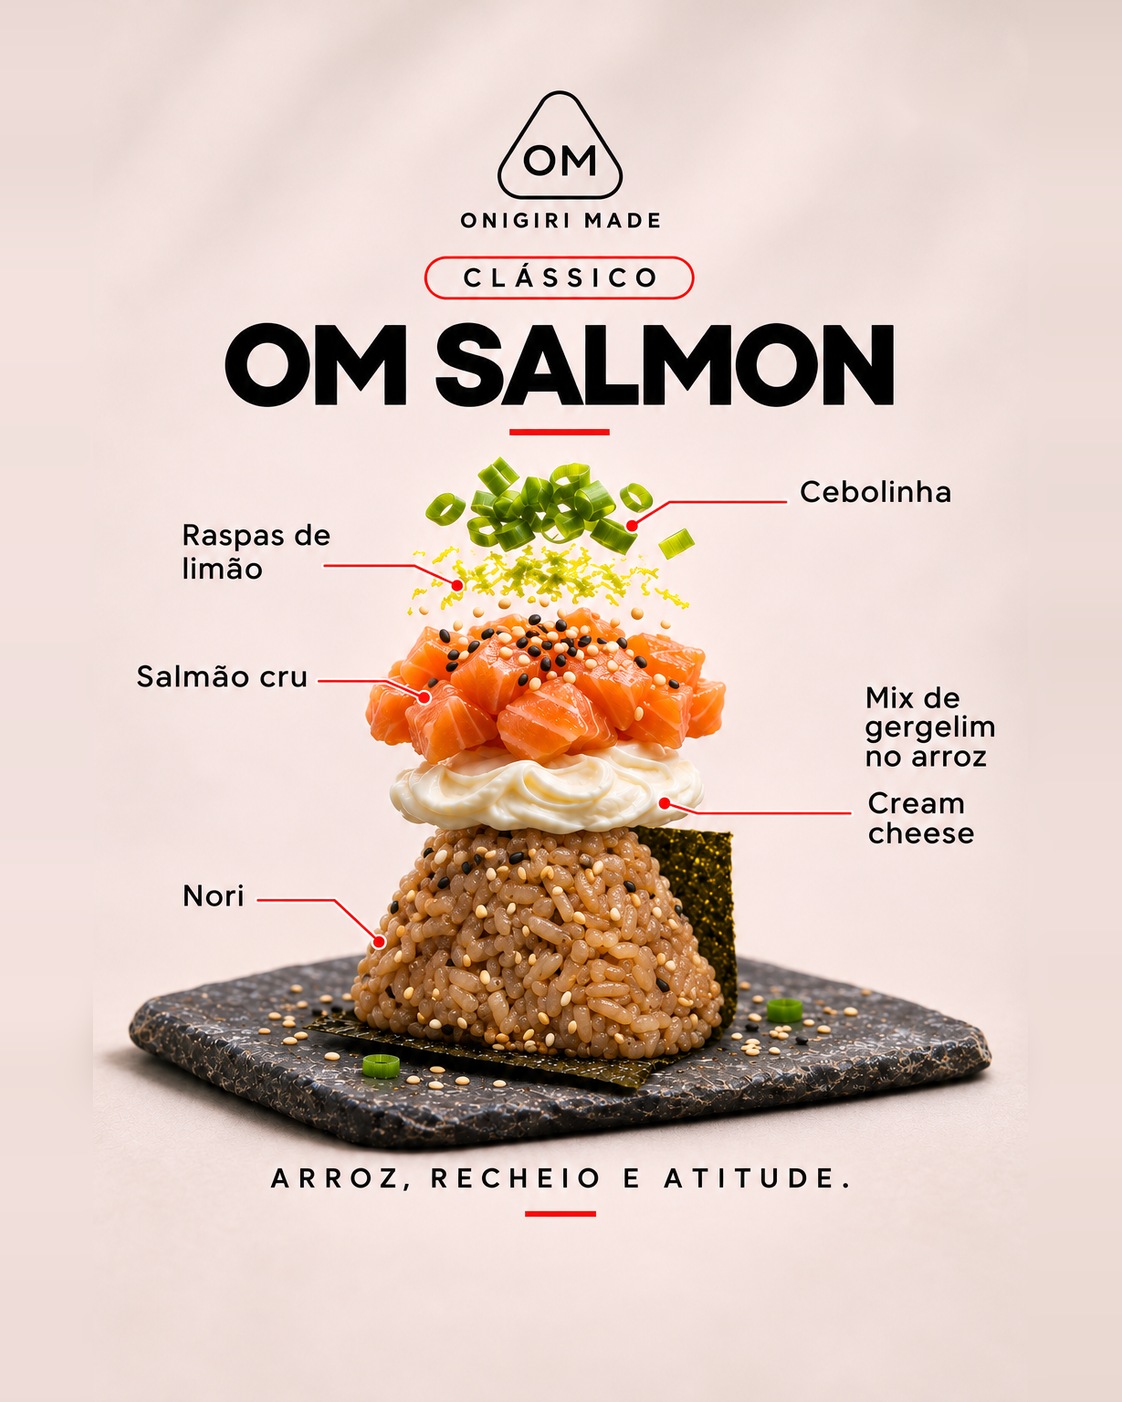 OM
ONIGIRI MADE
CLÁSSICO
OM SALMON
Cebolinha
Raspas de
limão
Salmão cru
Mix de
gergelim
no arroz
Cream
cheese
Nori
ARROZ, RECHEIO E ATITUDE.